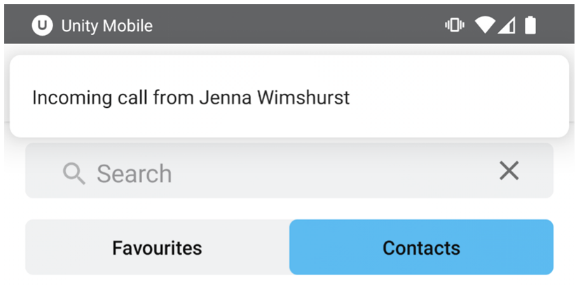 U Unity Mobile
Incoming call from Jenna Wimshurst
Search
Favourites Contacts